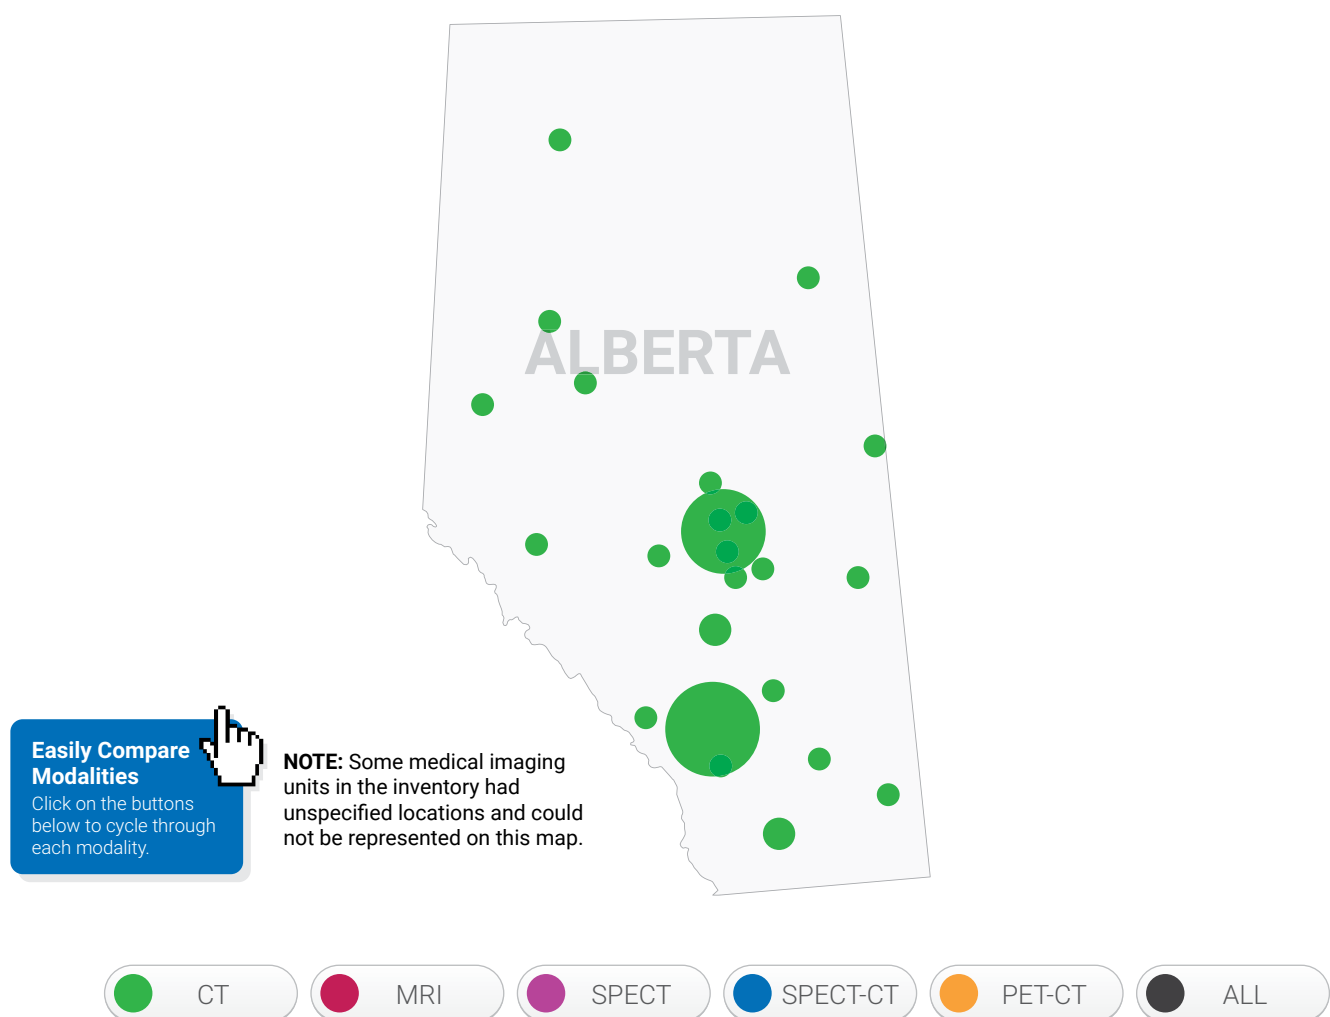 ALBERTA
Easily Compare
Modalities
Click on the buttons
below to cycle through
each modality.
NOTE: Some medical imaging
units in the inventory had
unspecified locations and could
not be represented on this map.
CT
MRI
SPECT
SPECT-CT
PET-CT
ALL